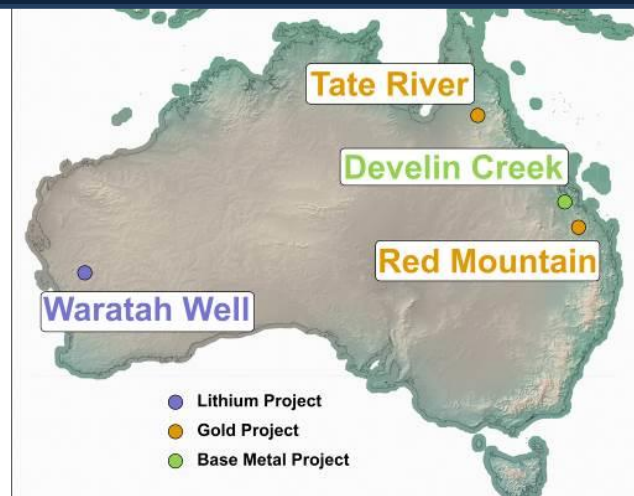 Tate River
Develin Creek
Red Mountain
Waratah Well
Lithium Project
Gold Project
Base Metal Project